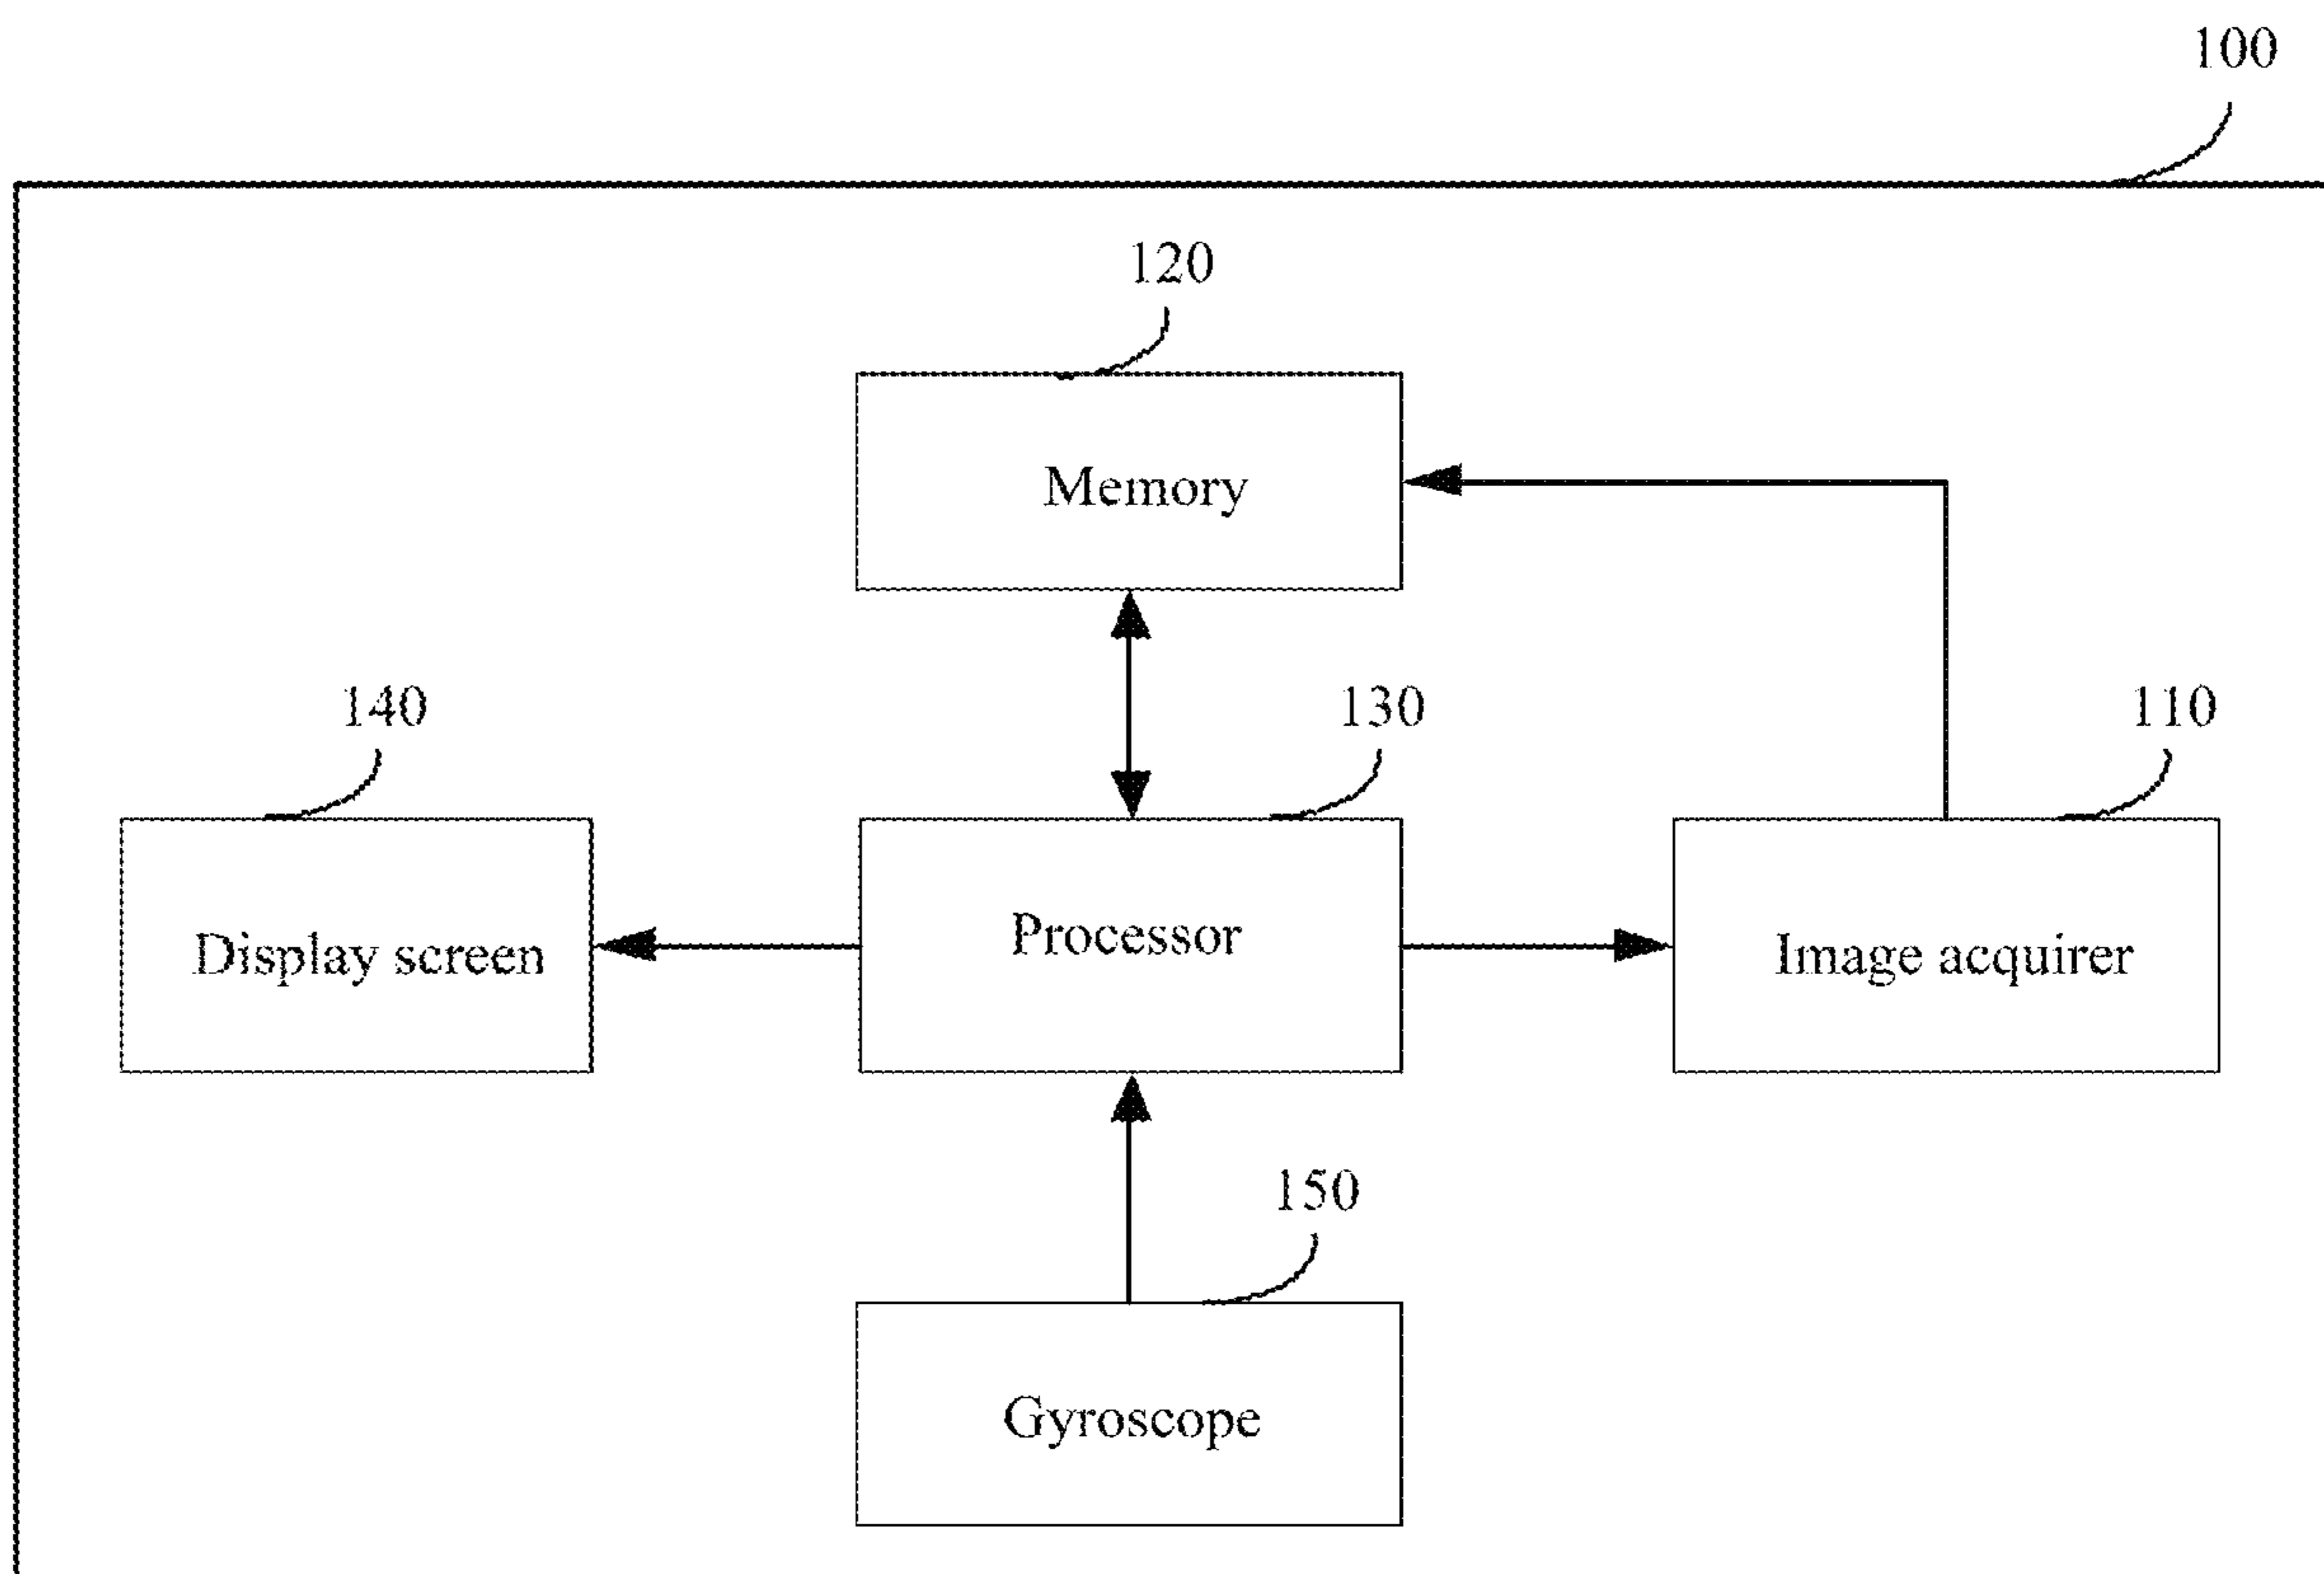 100
120
Memory
140
130
110
Display screen
Processor
Image acquirer
150
Gyroscope